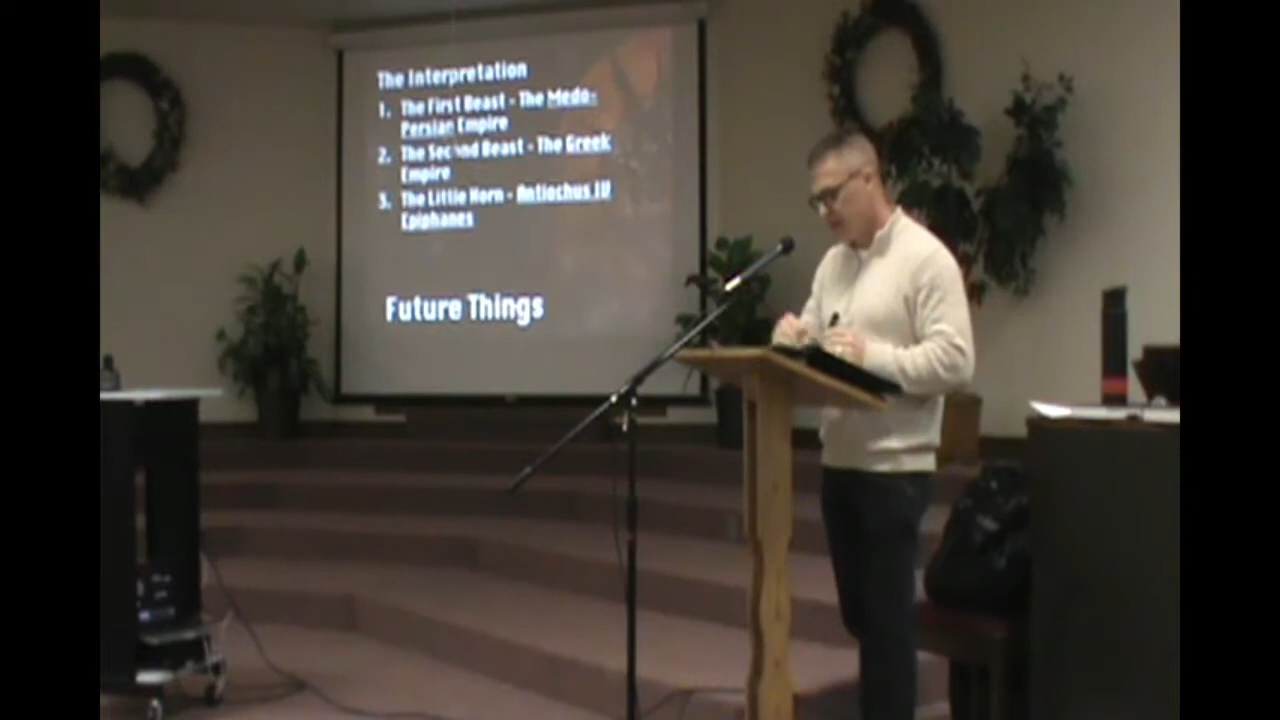 The Interpretation
1. The First Beast - The Medo-
Persian Empire
2. The Second Beast - The Greek
Empire
3. The Little Horn - Antiochus IV
Epiphanes
Future Things